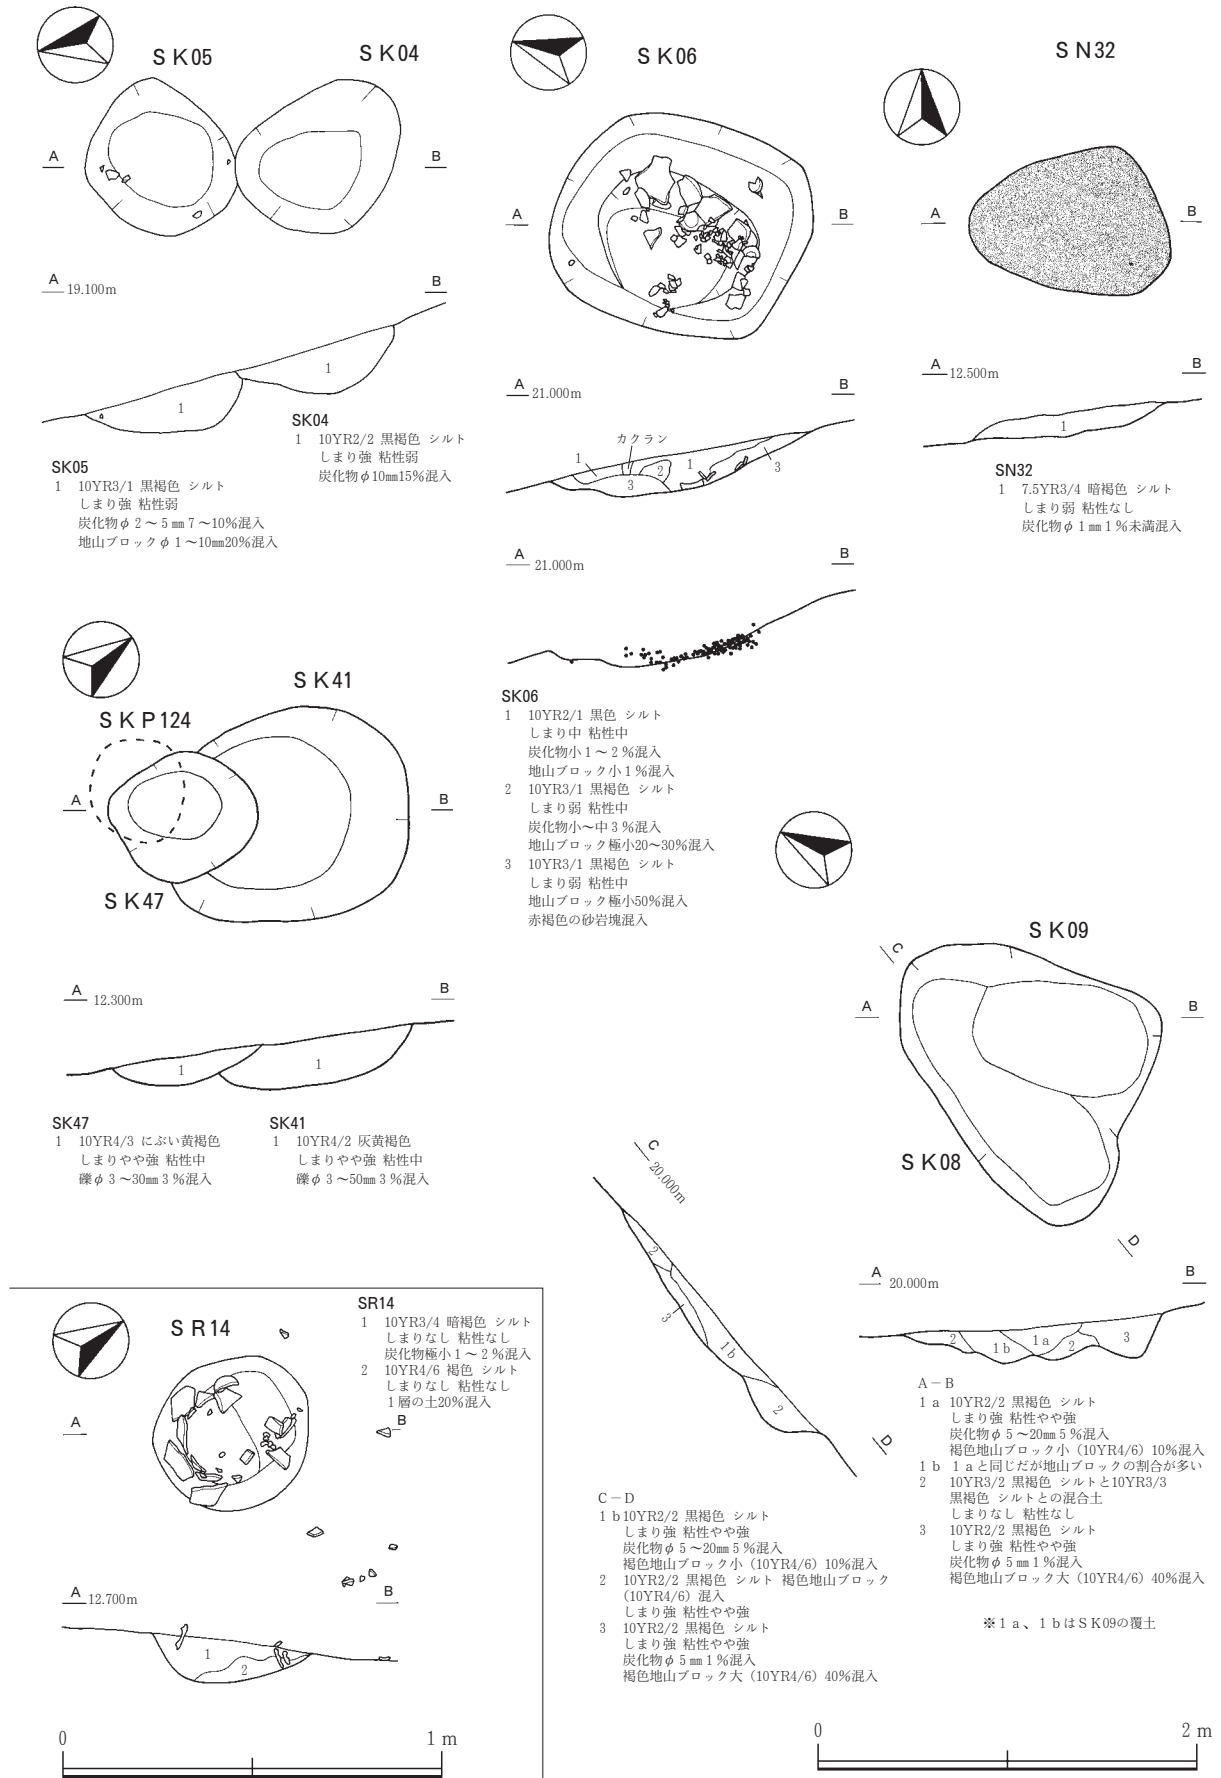 SK05
SK04
A
B
A 19.100m
B
1
1
SK04
1 10YR2/2 黒褐色 シルト
しまり強 粘性弱
炭化物φ10㎜15%混入
SK05
1 10YR3/1 黒褐色 シルト
しまり強 粘性弱
炭化物φ２～５㎜７～10%混入
地山ブロックφ１～10㎜20%混入
SK06
A
B
A 21.000m
B
カクラン
1
2
1
3
3
A 21.000m
B
SK06
1 10YR2/1 黒色 シルト
しまり中 粘性中
炭化物小１～２%混入
地山ブロック小１%混入
2 10YR3/1 黒褐色 シルト
しまり弱 粘性中
炭化物小～中３%混入
地山ブロック極小20～30%混入
3 10YR3/1 黒褐色 シルト
しまり弱 粘性中
地山ブロック極小50%混入
赤褐色の砂岩塊混入
SN32
A
B
A 12.500m
B
1
SN32
1 7.5YR3/4 暗褐色 シルト
しまり弱 粘性なし
炭化物φ１㎜１%未満混入
SK41
SKP124
A
B
SK47
A 12.300m
B
1
1
SK47
1 10YR4/3 にぶい黄褐色
しまりやや強 粘性中
礫φ３～30㎜３%混入
SK41
1 10YR4/2 灰黄褐色
しまりやや強 粘性中
礫φ３～50㎜３%混入
SK09
C
A
B
SK08
D
C 20.000m
2
3
1b
2
D
A 20.000m
B
2
1b
1a
2
3
A－B
1a 10YR2/2 黒褐色 シルト
しまり強 粘性やや強
炭化物φ５～20㎜５%混入
褐色地山ブロック小（10YR4/6）10%混入
1b 1aと同じだが地山ブロックの割合が多い
2 10YR3/2 黒褐色 シルトと10YR3/3
黒褐色 シルトとの混合土
しまりなし 粘性なし
3 10YR2/2 黒褐色 シルト
しまり強 粘性やや強
炭化物φ５㎜１%混入
褐色地山ブロック大（10YR4/6）40%混入
※１a、１bはSK09の覆土
C－D
1b 10YR2/2 黒褐色 シルト
しまり強 粘性やや強
炭化物φ５～20㎜５%混入
褐色地山ブロック小（10YR4/6）10%混入
2 10YR2/2 黒褐色 シルト 褐色地山ブロック
（10YR4/6）混入
しまり強 粘性やや強
3 10YR2/2 黒褐色 シルト
しまり強 粘性やや強
炭化物φ５㎜１%混入
褐色地山ブロック大（10YR4/6）40%混入
SR14
SR14
1 10YR3/4 暗褐色 シルト
しまりなし 粘性なし
炭化物極小１～２%混入
2 10YR4/6 褐色 シルト
しまりなし 粘性なし
１層の土20%混入
A
B
A 12.700m
B
1
2
0 1m
0 2m